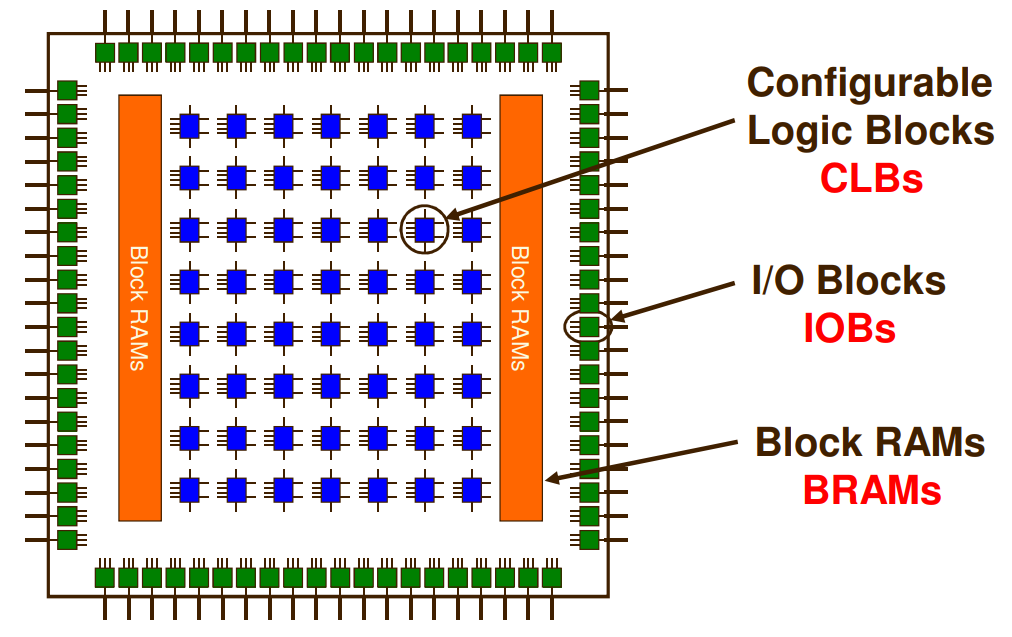 Configurable
Logic Blocks
CLBs
Block RAMs
Block RAMs
I/O Blocks
IOBs
Block RAMs
BRAMs